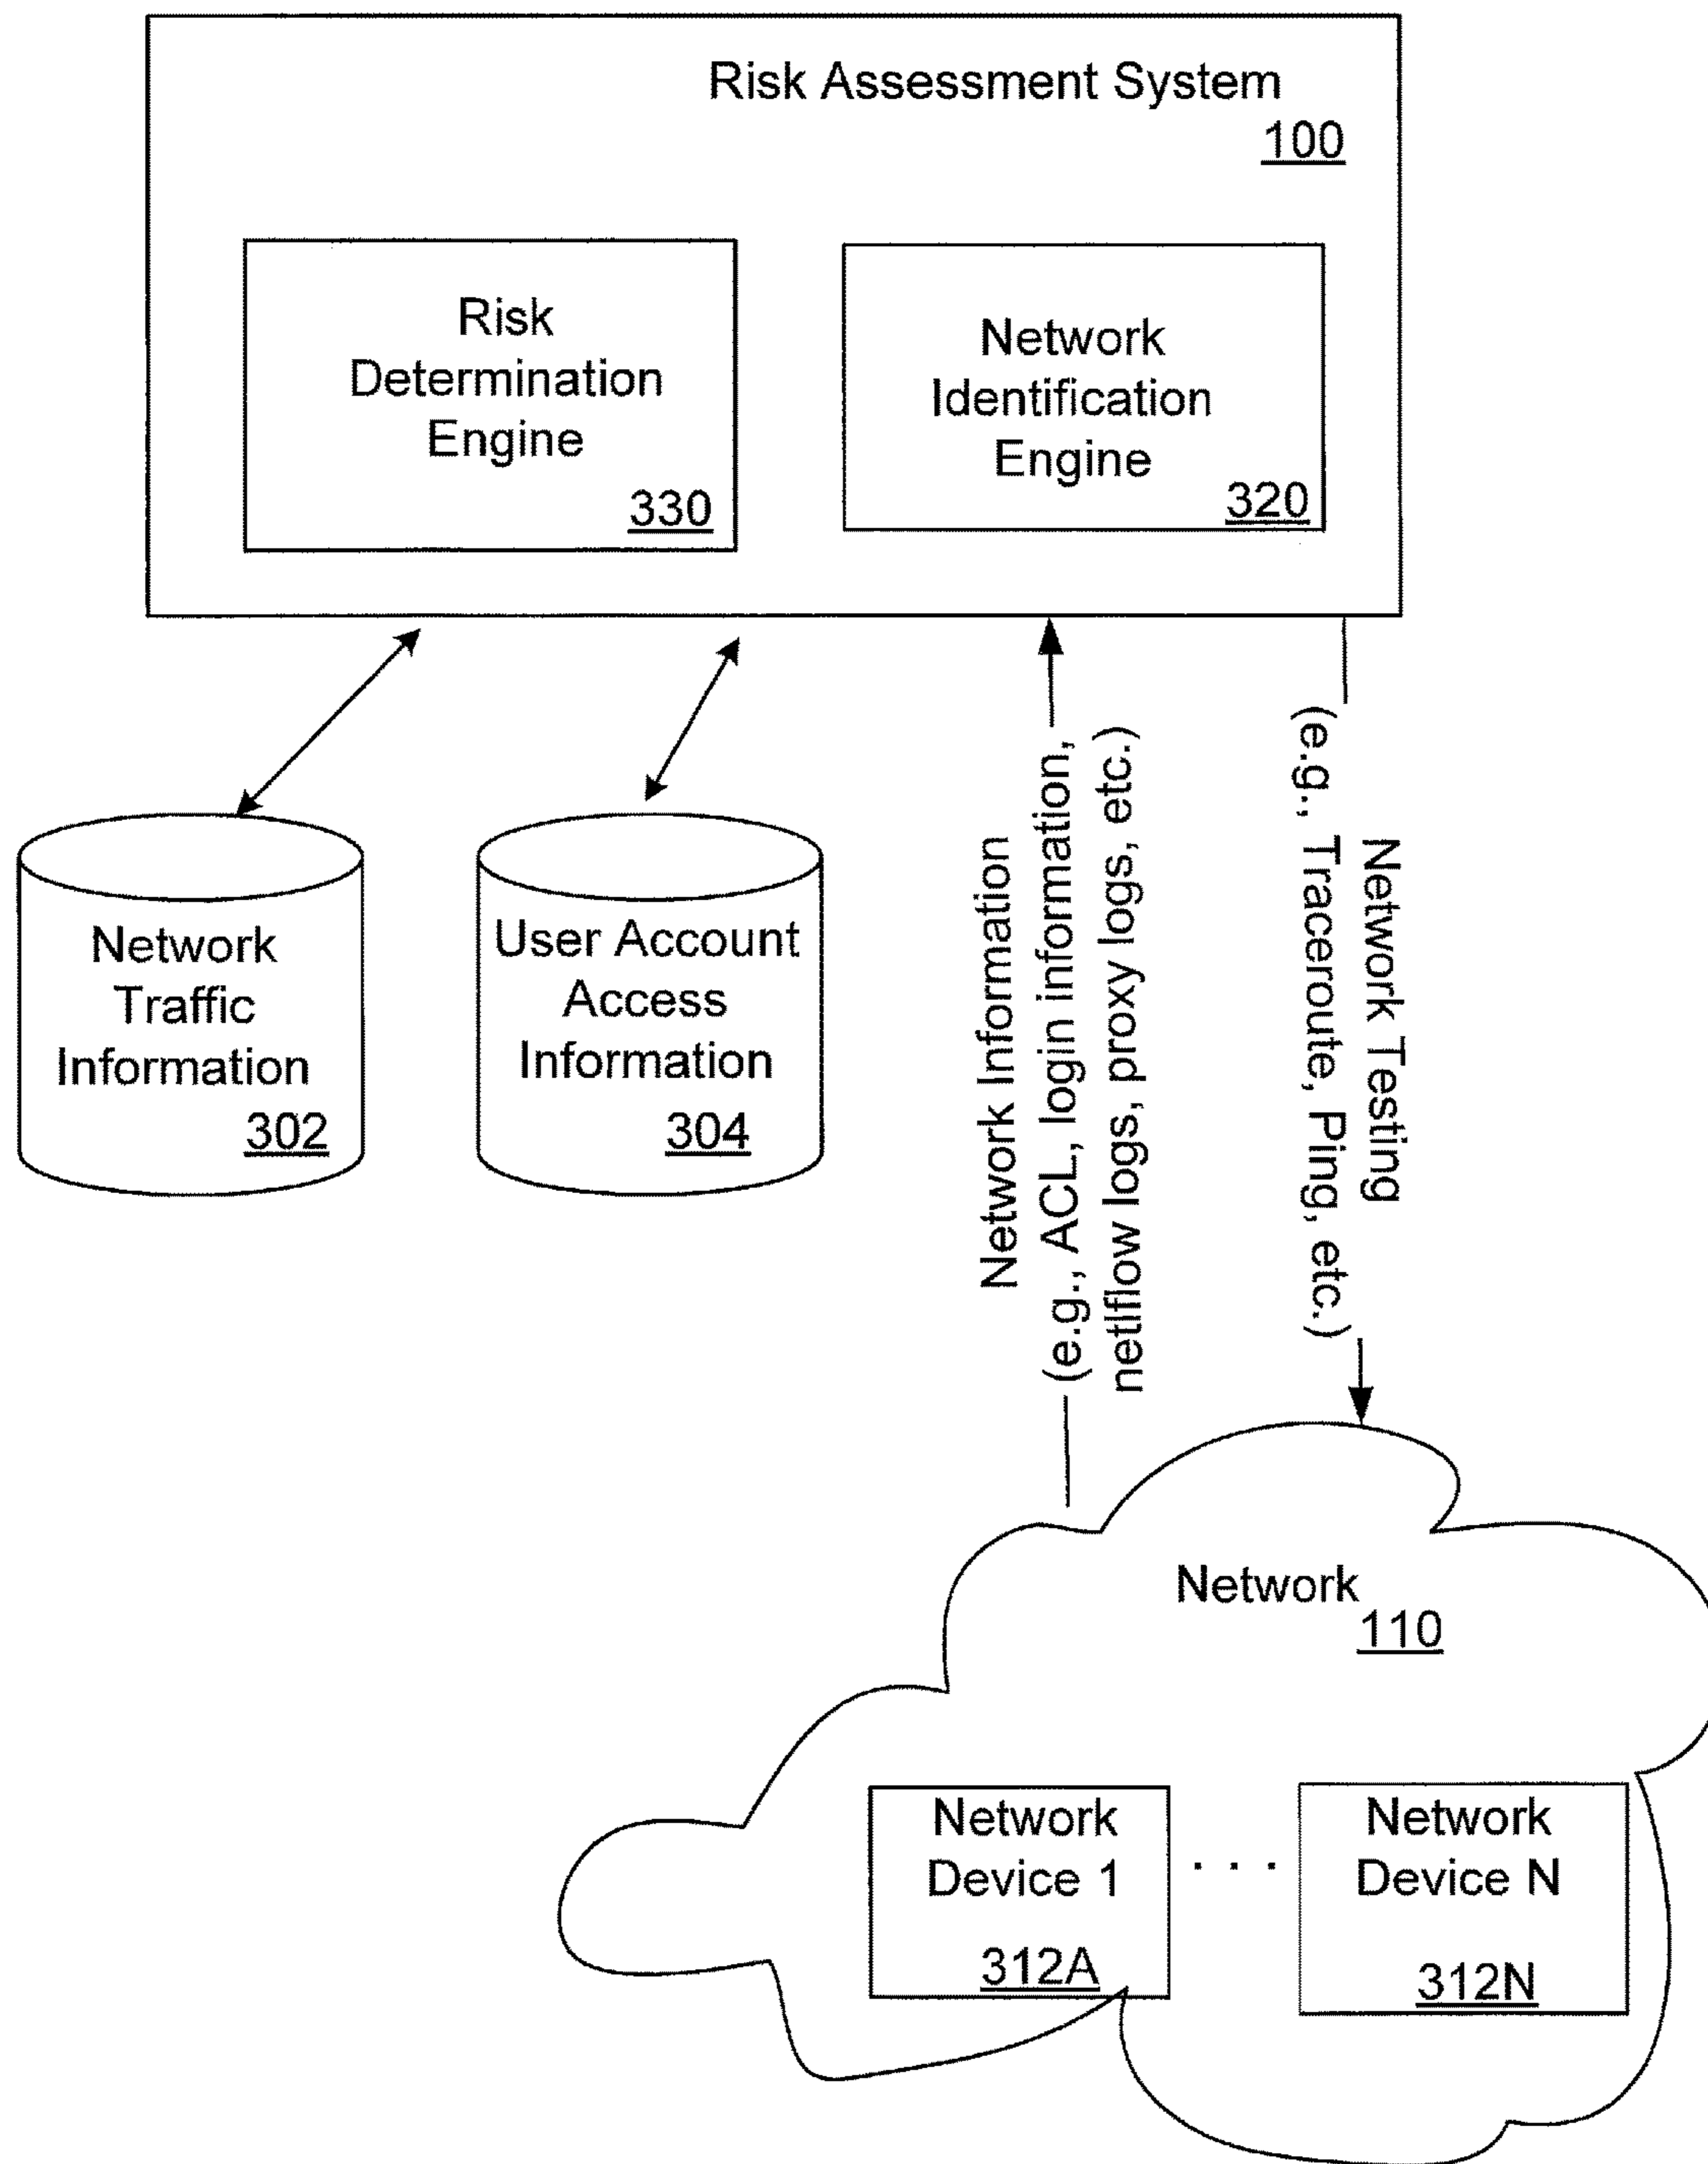 Risk Assessment System
100
Risk
Determination
Engine
330
Network
Identification
Engine
320
Network
Traffic
Information
302
User Account
Access
Information
304
Network Information
(e.g., ACL, login information,
netlflow logs, proxy logs, etc.)
Network Testing
(e.g., Traceroute, Ping, etc.)
Network
110
Network
Device 1
312A
. . .
Network
Device N
312N